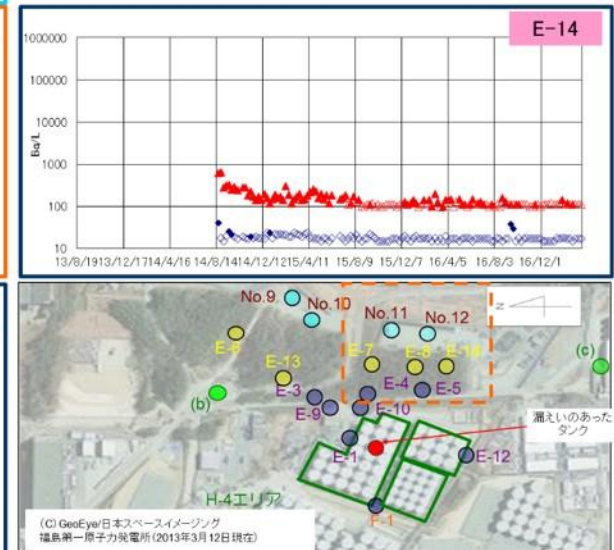 E-14
1000000
100000
10000
1000
100
10
Bq/L
13/8/19 13/12/17 14/4/16 14/8/14 14/12/12 15/4/11 15/8/9 15/12/7 16/4/5 16/8/3 16/12/1
No.9
No.10
No.11
No.12
N
E-6
E-7
E-8
E-14
E-13
(c)
E-3
E-4
E-5
(b)
E-9
E-10
漏えいのあった
タンク
E-1
E-12
H-4エリア
F-1
(C) GeoEye/日本スペースイメージング
福島第一原子力発電所(2013年3月12日現在)